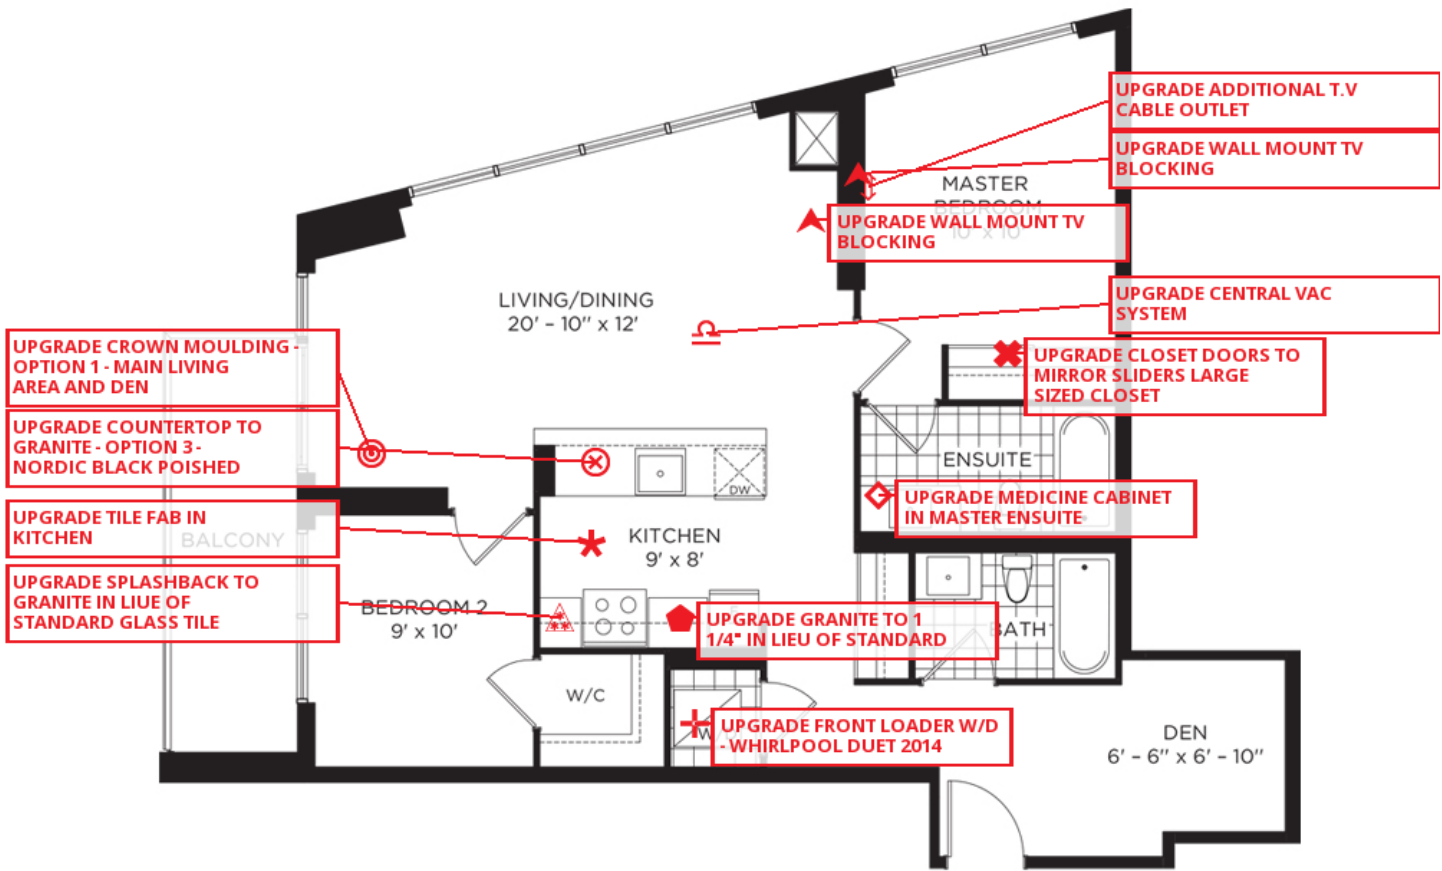 UPGRADE ADDITIONAL T.V
CABLE OUTLET
UPGRADE WALL MOUNT TV
BLOCKING
MASTER
BEDROOM
10' x 10'
UPGRADE WALL MOUNT TV
BLOCKING
LIVING/DINING
20' - 10" x 12'
UPGRADE CENTRAL VAC
SYSTEM
UPGRADE CROWN MOULDING -
OPTION 1 - MAIN LIVING
AREA AND DEN
UPGRADE CLOSET DOORS TO
MIRROR SLIDERS LARGE
SIZED CLOSET
UPGRADE COUNTERTOP TO
GRANITE - OPTION 3 -
NORDIC BLACK POISHED
ENSUITE
DW
UPGRADE MEDICINE CABINET
IN MASTER ENSUITE
UPGRADE TILE FAB IN
KITCHEN
BALCONY
KITCHEN
9' x 8'
UPGRADE SPLASHBACK TO
GRANITE IN LIUE OF
STANDARD GLASS TILE
BEDROOM 2
9' x 10'
UPGRADE GRANITE TO 1
1/4" IN LIEU OF STANDARD
BATH
W/C
UPGRADE FRONT LOADER W/D
- WHIRLPOOL DUET 2014
DEN
6' - 6" x 6' - 10"